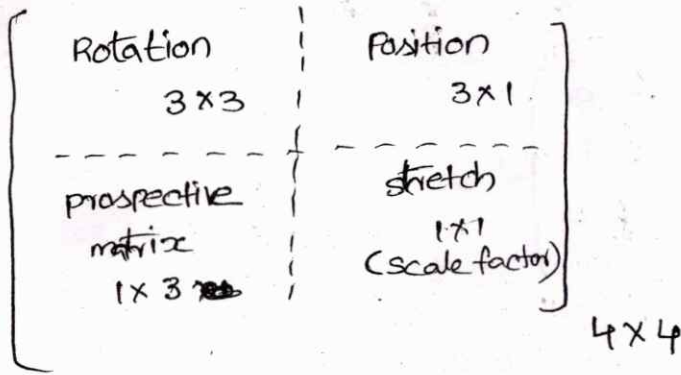 Rotation
3×3
Position
3×1
prospective
matrix
1×3
stretch
1×1
(scale factor)
4×4